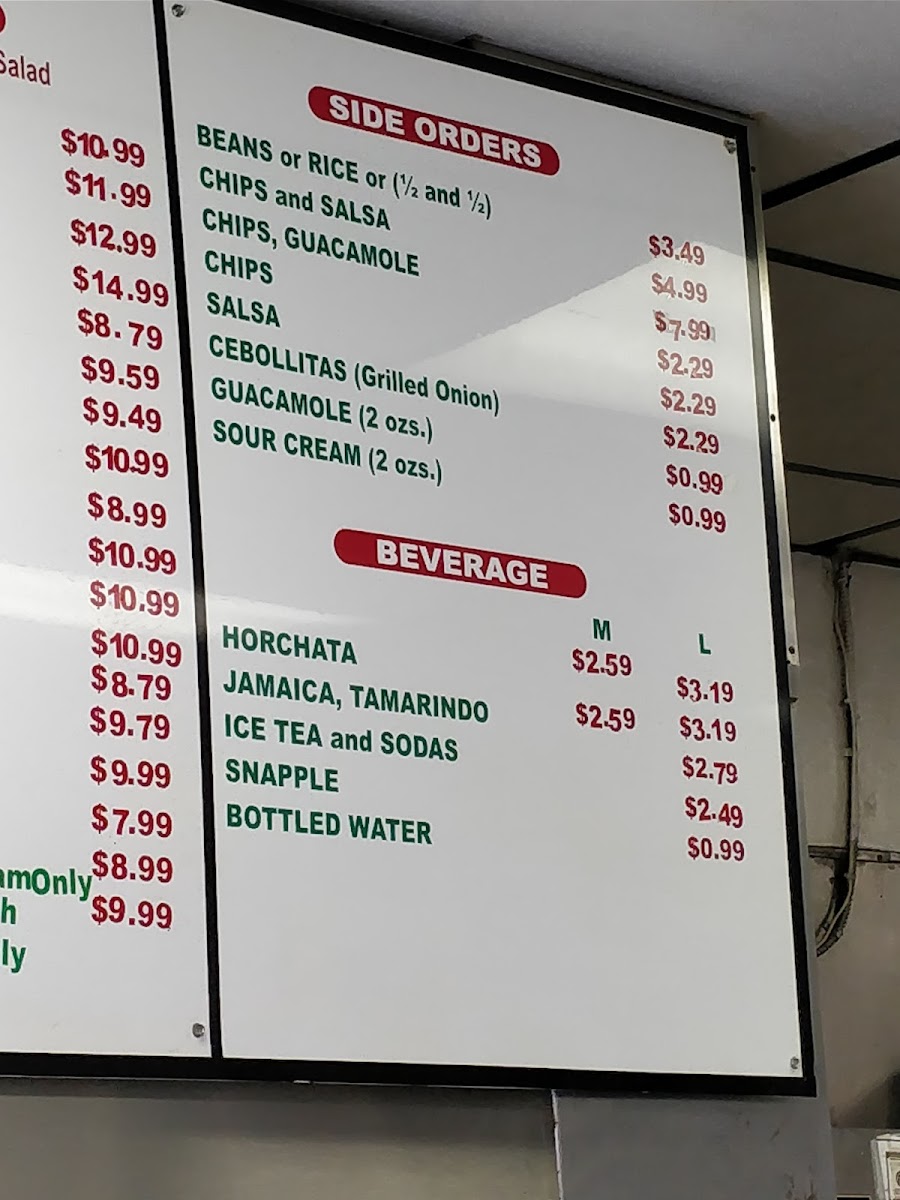 Salad
$10.99
$11.99
$12.99
$14.99
$8.79
$9.59
$9.49
$10.99
$8.99
$10.99
$10.99
$10.99
$8.79
$9.79
$9.99
$7.99
amOnly $8.99
h $9.99
ly
SIDE ORDERS
BEANS or RICE or (½ and ½) $3.49
CHIPS and SALSA $4.99
CHIPS, GUACAMOLE $7.99
CHIPS $2.29
SALSA $2.29
CEBOLLITAS (Grilled Onion) $2.29
GUACAMOLE (2 ozs.) $0.99
SOUR CREAM (2 ozs.) $0.99
BEVERAGE
M L
HORCHATA $2.59 $3.19
JAMAICA, TAMARINDO $2.59 $3.19
ICE TEA and SODAS $2.79
SNAPPLE $2.49
BOTTLED WATER $0.99